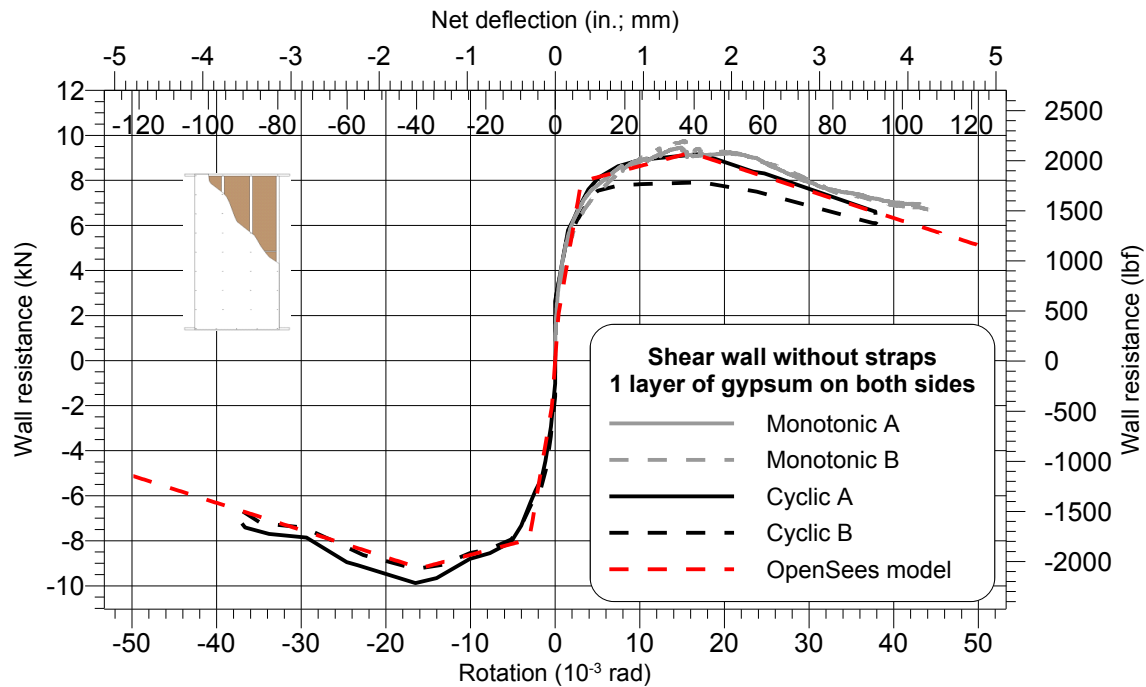 Net deflection (in.; mm)
-5 -4 -3 -2 -1 0 1 2 3 4 5
-120 -100 -80 -60 -40 -20 0 20 40 60 80 100 120
12
10
8
6
4
2
0
-2
-4
-6
-8
-10
Wall resistance (kN)
2500
2000
1500
1000
500
0
-500
-1000
-1500
-2000
Wall resistance (lbf)
Shear wall without straps
1 layer of gypsum on both sides
Monotonic A
Monotonic B
Cyclic A
Cyclic B
OpenSees model
-50 -40 -30 -20 -10 0 10 20 30 40 50
Rotation (10⁻³ rad)